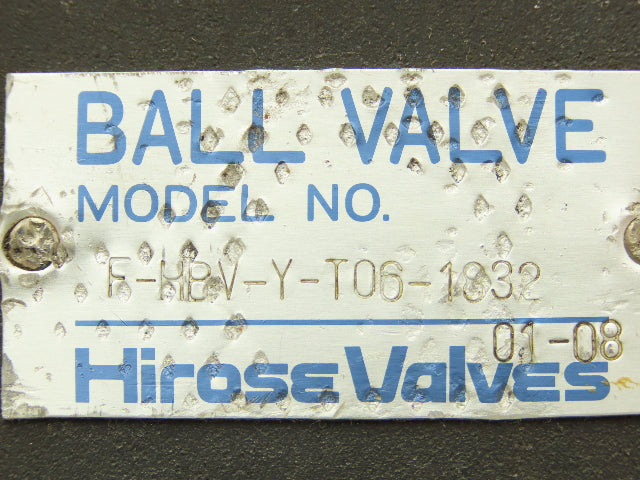 BALL VALVE
MODEL NO.
F-HBV-Y-T06-1832
01-08
Hirose Valves